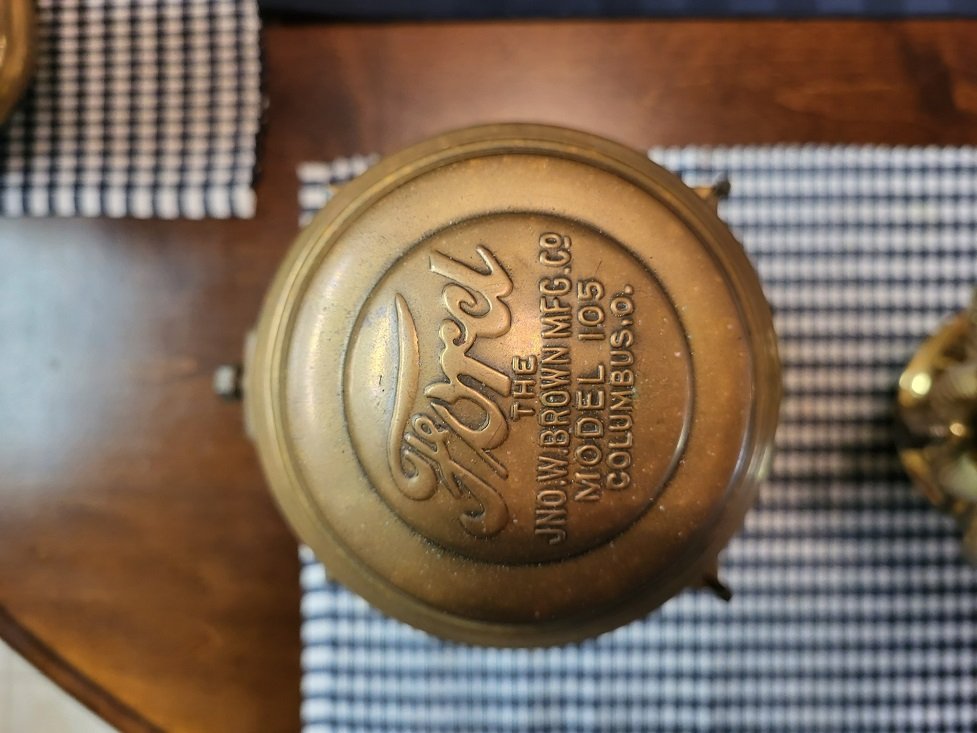 Ford
THE
JNO.W.BROWN MFG.CO
MODEL 105
COLUMBUS.O.